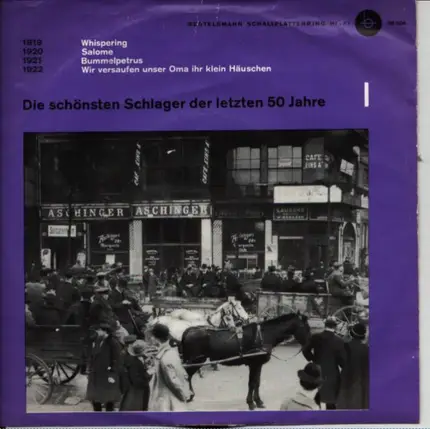 BERTELSMANN SCHALLPLATTENRING
1919 Whispering
1920 Salome
1921 Bummelpetrus
1922 Wir versaufen unser Oma ihr klein Häuschen
Die schönsten Schlager der letzten 50 Jahre
I
CAFÉ
ASCHINGER ASCHINGER